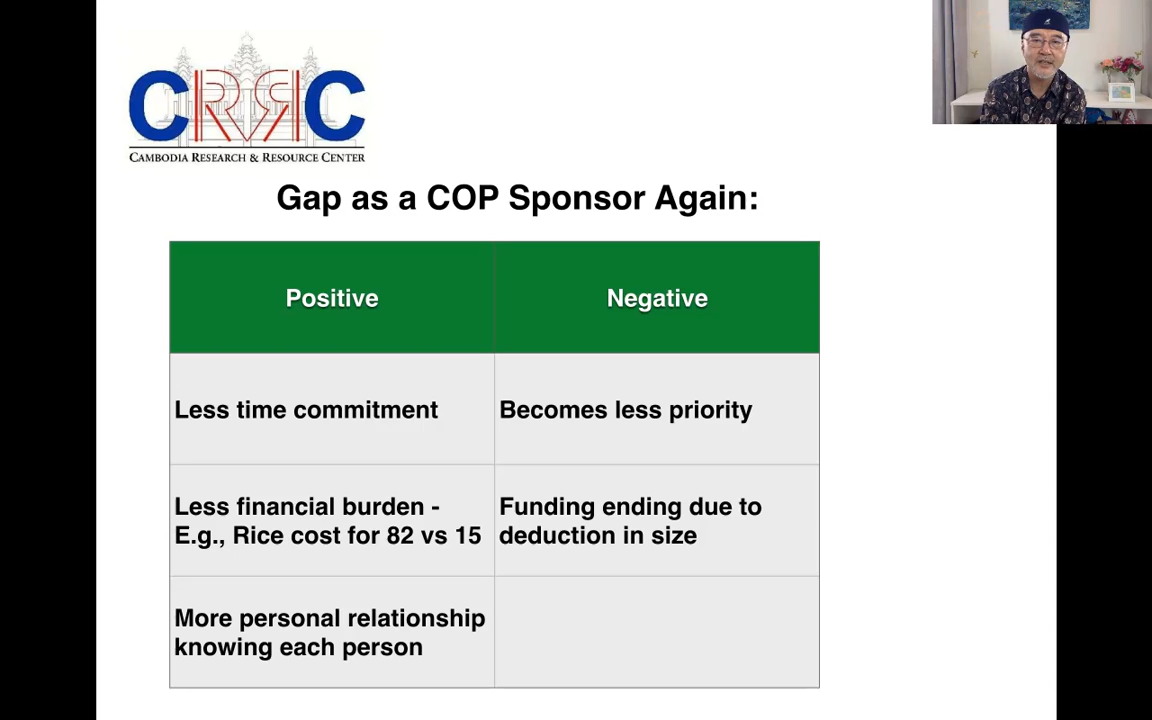 CRRC
CAMBODIA RESEARCH & RESOURCE CENTER
Gap as a COP Sponsor Again:
Positive
Negative
Less time commitment
Becomes less priority
Less financial burden -
E.g., Rice cost for 82 vs 15
Funding ending due to
deduction in size
More personal relationship
knowing each person